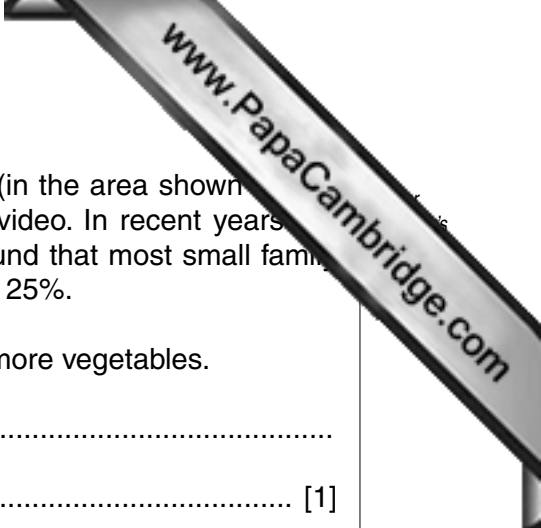 www.PapaCambridge.com
(in the area shown
video. In recent years
und that most small family
25%.
more vegetables.
....................................................
.............................................. [1]